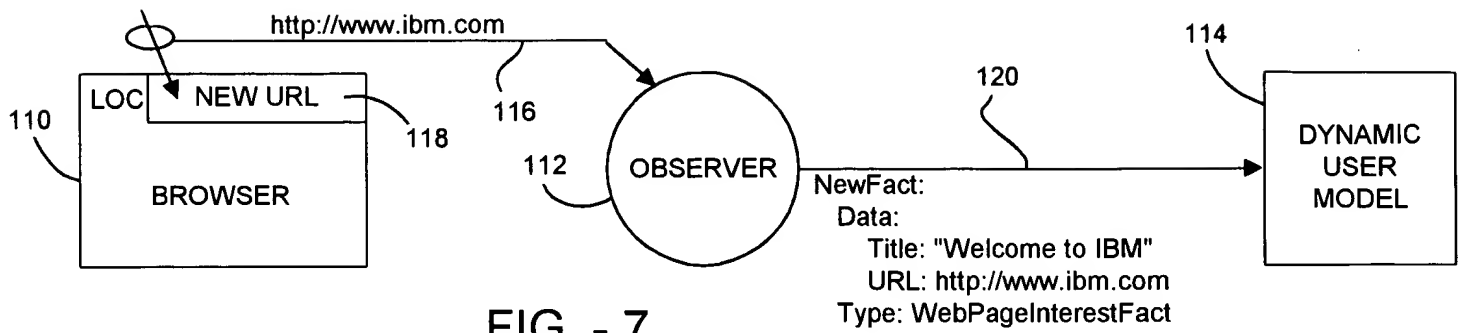 http://www.ibm.com
116
LOC
NEW URL
118
110
BROWSER
112
OBSERVER
120
114
DYNAMIC
USER
MODEL
NewFact:
Data:
Title: "Welcome to IBM"
URL: http://www.ibm.com
Type: WebPageInterestFact
FIG. - 7